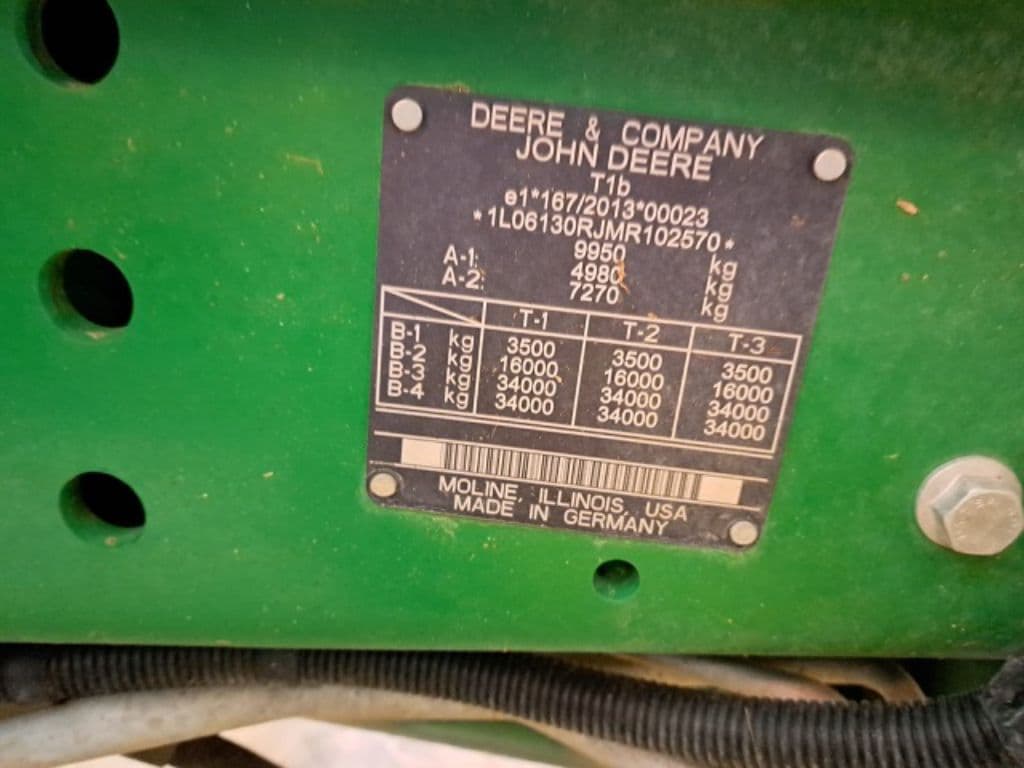 DEERE & COMPANY
JOHN DEERE
T1b
e1*167/2013*00023
*1L06130RJMR102570*
9950 kg
A-1: 4980 kg
A-2: 7270 kg
T-1 T-2 T-3
B-1 kg 3500 3500 3500
B-2 kg 16000 16000 16000
B-3 kg 34000 34000 34000
B-4 kg 34000 34000 34000
MOLINE, ILLINOIS, USA
MADE IN GERMANY